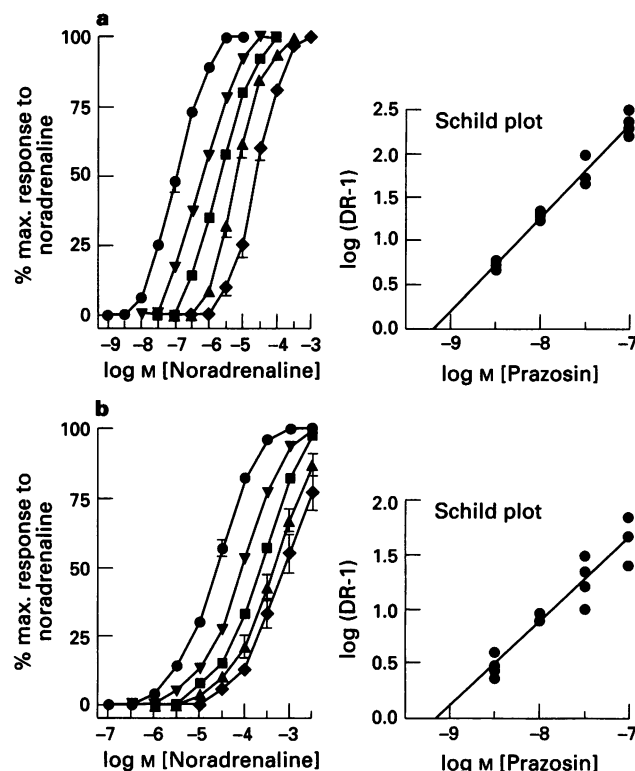 a
% max. response to
noradrenaline
100
75
50
25
0
−9 −8 −7 −6 −5 −4 −3
log M [Noradrenaline]
Schild plot
log (DR-1)
2.5
2.0
1.5
1.0
0.5
0.0
−9 −8 −7
log M [Prazosin]
b
% max. response to
noradrenaline
100
75
50
25
0
−7 −6 −5 −4 −3
log M [Noradrenaline]
Schild plot
log (DR-1)
2.0
1.5
1.0
0.5
0.0
−9 −8 −7
log M [Prazosin]